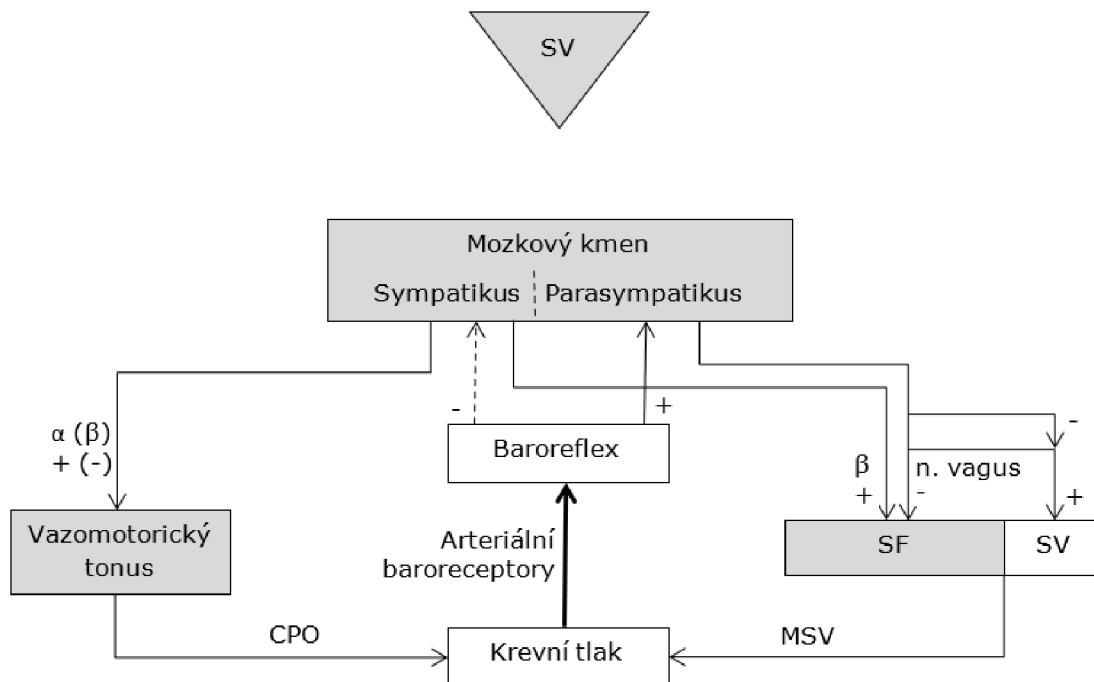 SV
Mozkový kmen
Sympatikus
Parasympatikus
-
+
α (β)
+ (-)
Baroreflex
β
+
-
n. vagus
-
+
Vazomotorický
tonus
Arteriální
baroreceptory
SF
SV
CPO
Krevní tlak
MSV